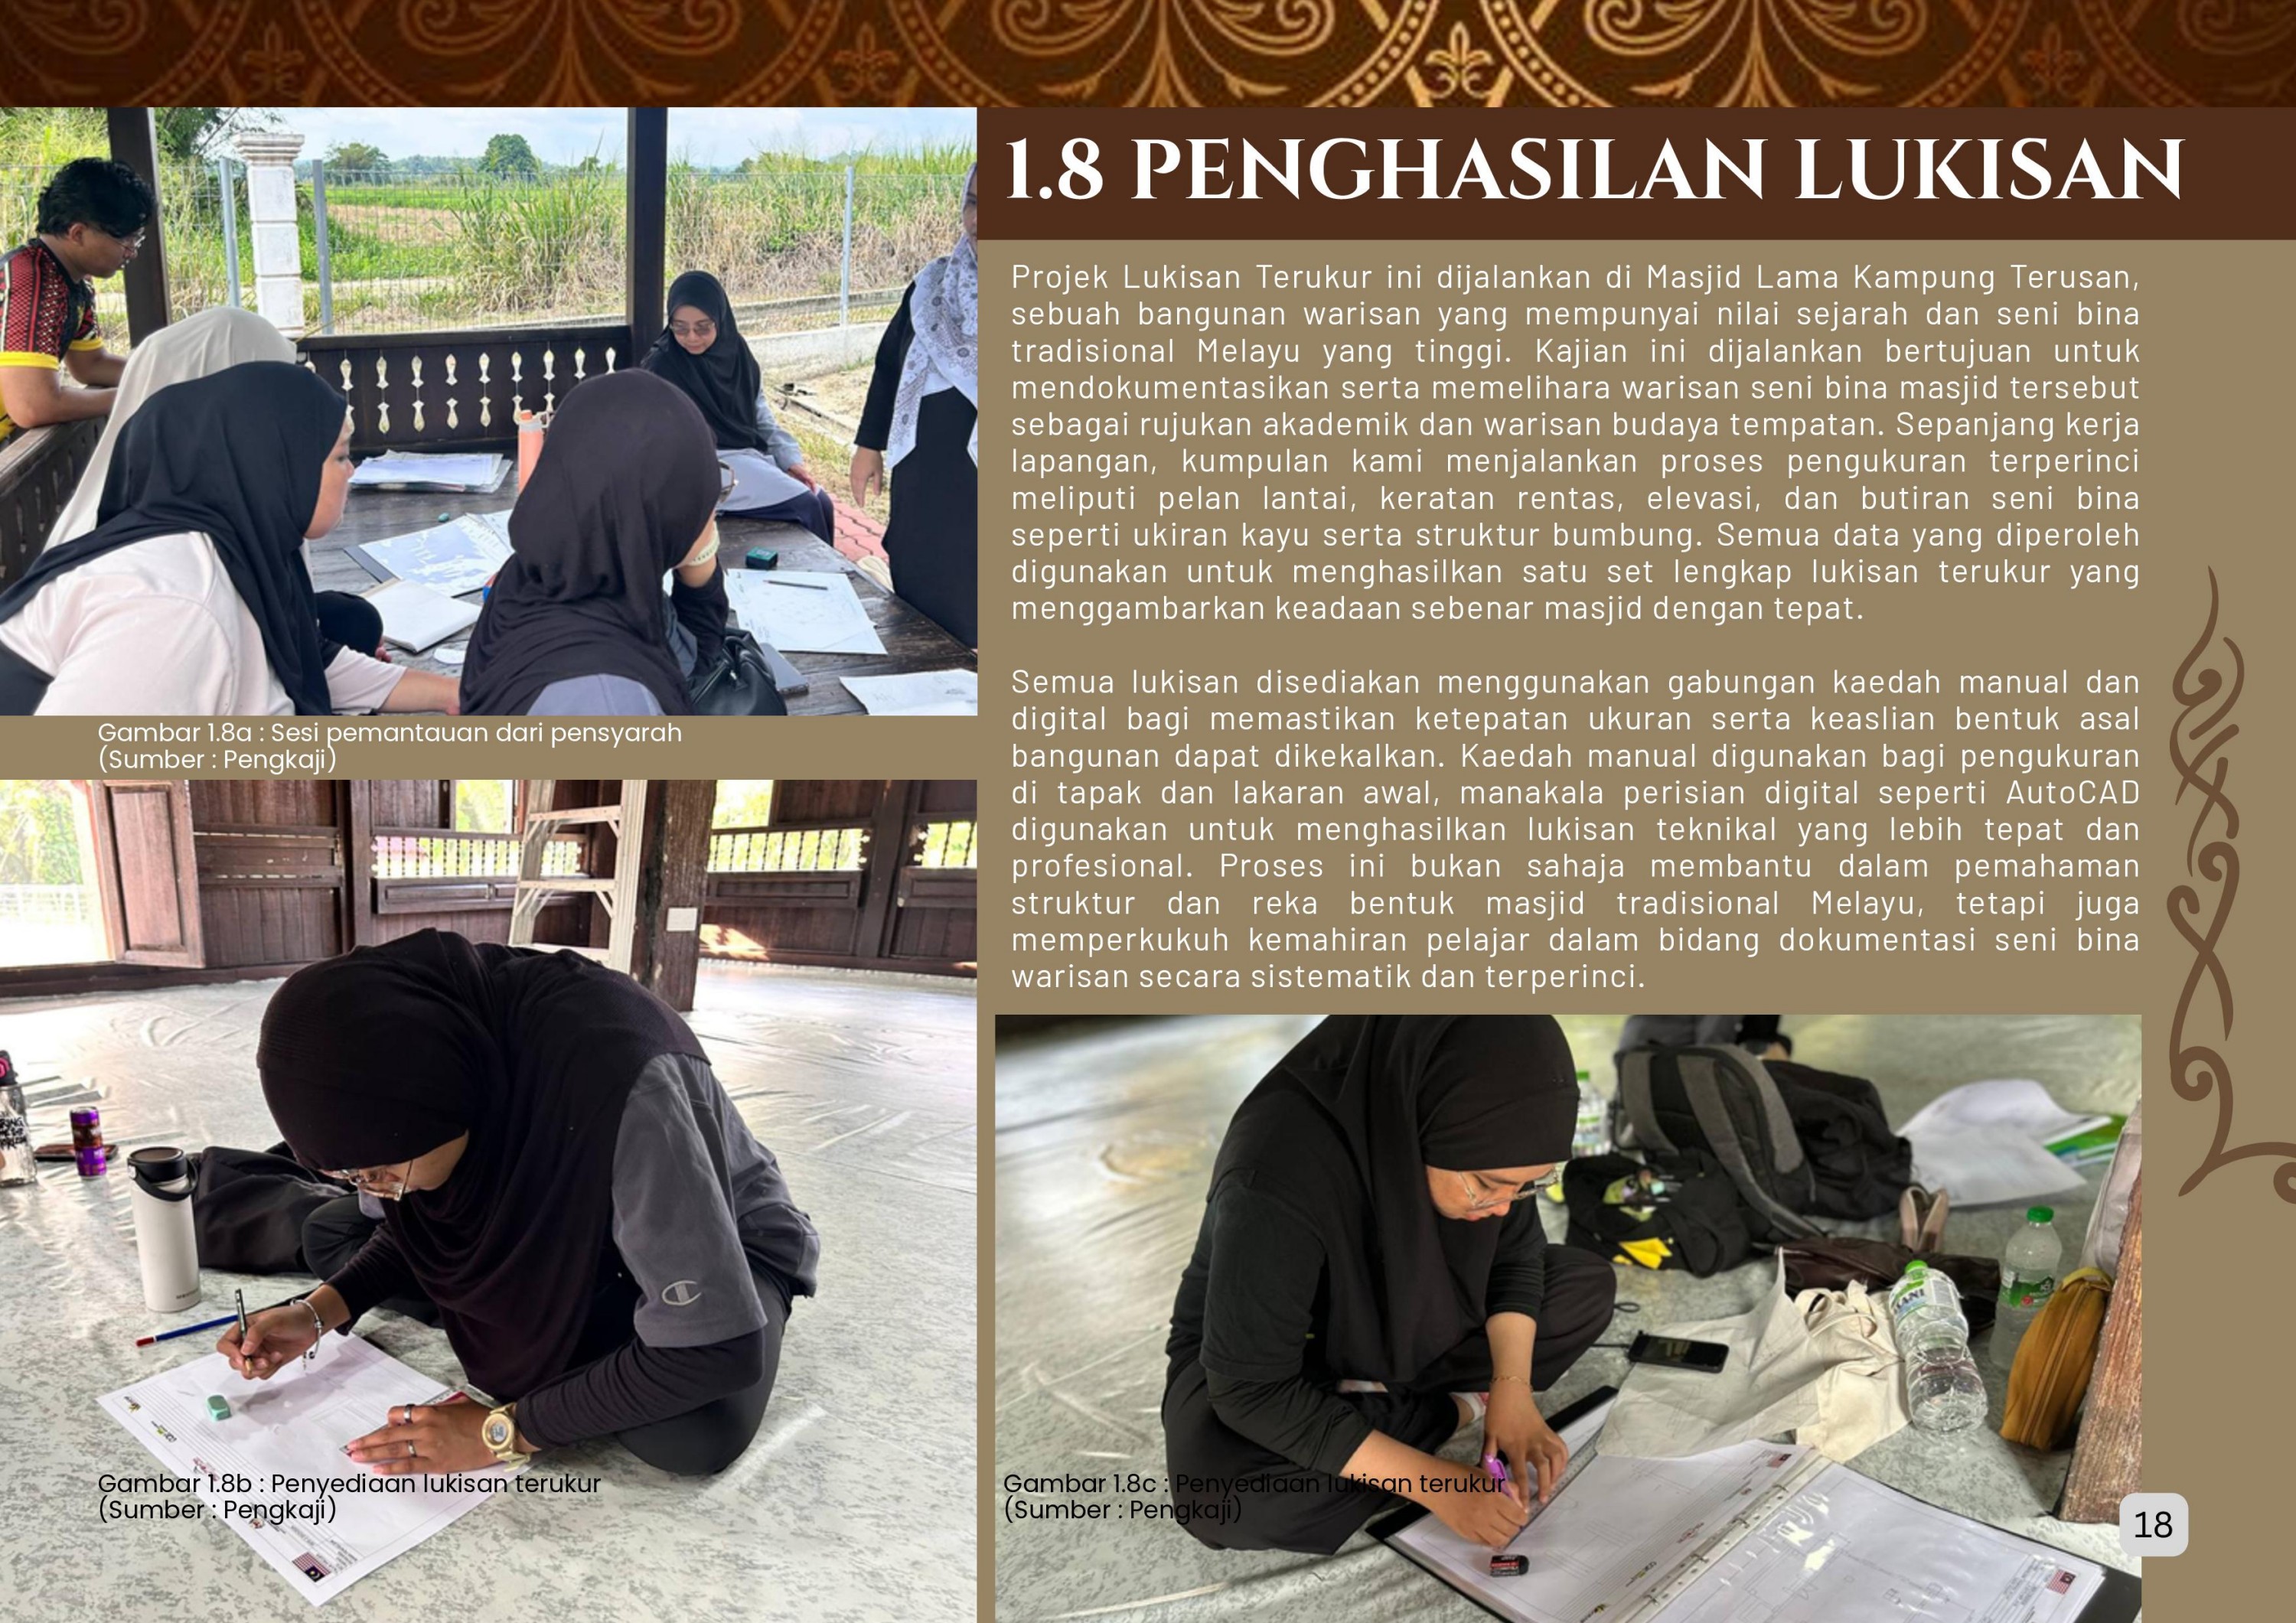 1.8 PENGHASILAN LUKISAN
Projek Lukisan Terukur ini dijalankan di Masjid Lama Kampung Terusan,
sebuah bangunan warisan yang mempunyai nilai sejarah dan seni bina
tradisional Melayu yang tinggi. Kajian ini dijalankan bertujuan untuk
mendokumentasikan serta memelihara warisan seni bina masjid tersebut
sebagai rujukan akademik dan warisan budaya tempatan. Sepanjang kerja
lapangan, kumpulan kami menjalankan proses pengukuran terperinci
meliputi pelan lantai, keratan rentas, elevasi, dan butiran seni bina
seperti ukiran kayu serta struktur bumbung. Semua data yang diperoleh
digunakan untuk menghasilkan satu set lengkap lukisan terukur yang
menggambarkan keadaan sebenar masjid dengan tepat.
Semua lukisan disediakan menggunakan gabungan kaedah manual dan
digital bagi memastikan ketepatan ukuran serta keaslian bentuk asal
bangunan dapat dikekalkan. Kaedah manual digunakan bagi pengukuran
di tapak dan lakaran awal, manakala perisian digital seperti AutoCAD
digunakan untuk menghasilkan lukisan teknikal yang lebih tepat dan
profesional. Proses ini bukan sahaja membantu dalam pemahaman
struktur dan reka bentuk masjid tradisional Melayu, tetapi juga
memperkukuh kemahiran pelajar dalam bidang dokumentasi seni bina
warisan secara sistematik dan terperinci.
Gambar 1.8a : Sesi pemantauan dari pensyarah
(Sumber : Pengkaji)
Gambar 1.8b : Penyediaan lukisan terukur
(Sumber : Pengkaji)
Gambar 1.8c : Penyediaan lukisan terukur
(Sumber : Pengkaji)
18